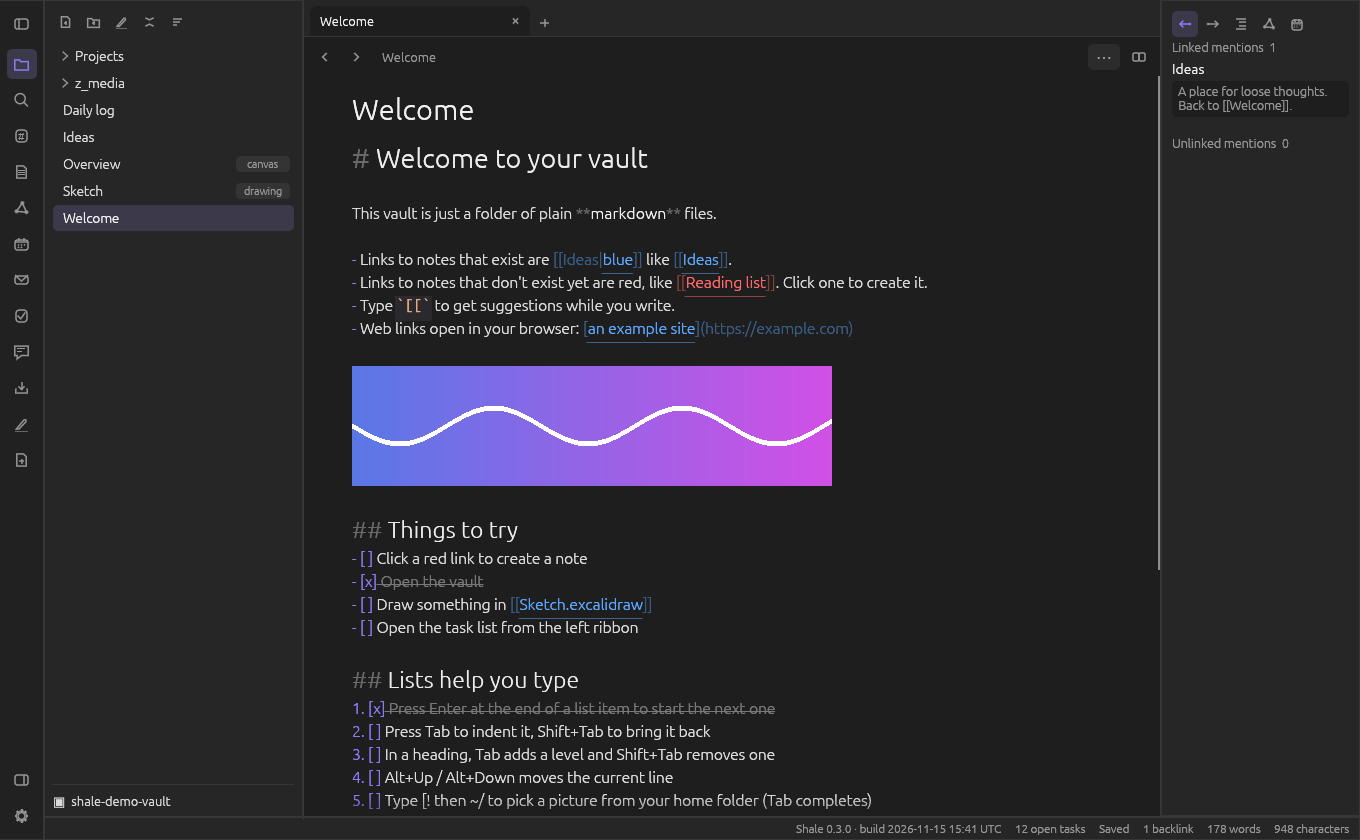 Welcome
Projects
z_media
Daily log
Ideas
Overview canvas
Sketch drawing
Welcome
shale-demo-vault
Welcome
Welcome
# Welcome to your vault
This vault is just a folder of plain **markdown** files.
- Links to notes that exist are [[Ideas|blue]] like [[Ideas]].
- Links to notes that don't exist yet are red, like [[Reading list]]. Click one to create it.
- Type `[[` to get suggestions while you write.
- Web links open in your browser: [an example site](https://example.com)
## Things to try
- [ ] Click a red link to create a note
- [x] Open the vault
- [ ] Draw something in [[Sketch.excalidraw]]
- [ ] Open the task list from the left ribbon
## Lists help you type
1. [x] Press Enter at the end of a list item to start the next one
2. [ ] Press Tab to indent it, Shift+Tab to bring it back
3. [ ] In a heading, Tab adds a level and Shift+Tab removes one
4. [ ] Alt+Up / Alt+Down moves the current line
5. [ ] Type [! then ~/ to pick a picture from your home folder (Tab completes)
Linked mentions 1
Ideas
A place for loose thoughts.
Back to [[Welcome]].
Unlinked mentions 0
Shale 0.3.0 · build 2026-11-15 15:41 UTC 12 open tasks Saved 1 backlink 178 words 948 characters